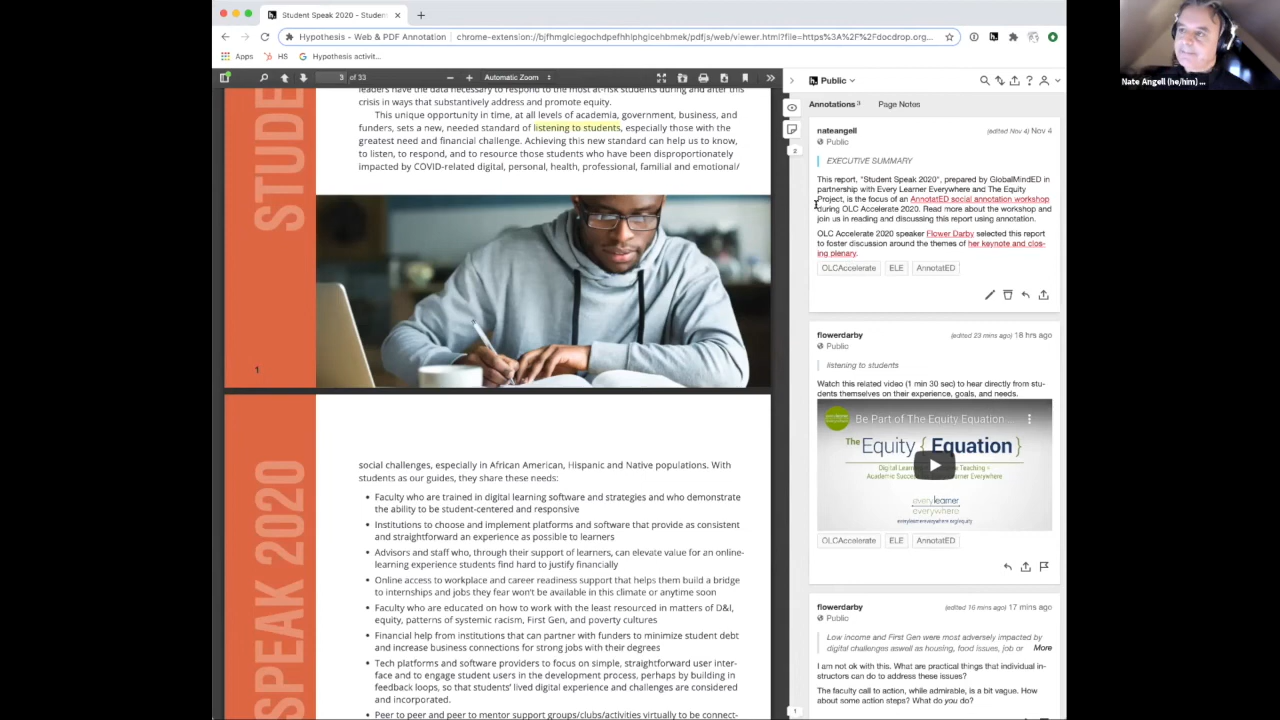 Student Speak 2020 - Studen
Hypothesis - Web & PDF Annotation
chrome-extension://bjfhmglciegochdpefhhlphglcehbmek/pdfjs/web/viewer.html?file=https%3A%2F%2Fdocdrop.org...
Apps
HS
Hypothesis activit...
3 of 33
Automatic Zoom
STUDE
leaders have the data necessary to respond to the most at-risk students during and after this
crisis in ways that substantively address and promote equity.
This unique opportunity in time, at all levels of academia, government, business, and
funders, sets a new, needed standard of listening to students, especially those with the
greatest need and financial challenge. Achieving this new standard can help us to know,
to listen, to respond, and to resource those students who have been disproportionately
impacted by COVID-related digital, personal, health, professional, familial and emotional/
1
SPEAK 2020
social challenges, especially in African American, Hispanic and Native populations. With
students as our guides, they share these needs:
• Faculty who are trained in digital learning software and strategies and who demonstrate
the ability to be student-centered and responsive
• Institutions to choose and implement platforms and software that provide as consistent
and straightforward an experience as possible to learners
• Advisors and staff who, through their support of learners, can elevate value for an online-
learning experience students find hard to justify financially
• Online access to workplace and career readiness support that helps them build a bridge
to internships and jobs they fear won't be available in this climate or anytime soon
• Faculty who are educated on how to work with the least resourced in matters of D&I,
equity, patterns of systemic racism, First Gen, and poverty cultures
• Financial help from institutions that can partner with funders to minimize student debt
and increase business connections for strong jobs with their degrees
• Tech platforms and software providers to focus on simple, straightforward user inter-
face and to engage student users in the development process, perhaps by building in
feedback loops, so that students' lived digital experience and challenges are considered
and incorporated.
• Peer to peer and peer to mentor support groups/clubs/activities virtually to be connect-
Public
Annotations 3
Page Notes
2
nateangell
(edited Nov 4) Nov 4
Public
EXECUTIVE SUMMARY
This report, "Student Speak 2020", prepared by GlobalMindED in
partnership with Every Learner Everywhere and The Equity
Project, is the focus of an AnnotatED social annotation workshop
during OLC Accelerate 2020. Read more about the workshop and
join us in reading and discussing this report using annotation.
OLC Accelerate 2020 speaker Flower Darby selected this report
to foster discussion around the themes of her keynote and clos-
ing plenary.
OLCAccelerate
ELE
AnnotatED
flowerdarby
(edited 23 mins ago) 18 hrs ago
Public
listening to students
Watch this related video (1 min 30 sec) to hear directly from stu-
dents themselves on their experience, goals, and needs.
Be Part of The Equity Equation
The Equity { Equation }
everylearner
everywhere
everylearnereverywhere.org/equity
OLCAccelerate
ELE
AnnotatED
flowerdarby
(edited 16 mins ago) 17 mins ago
Public
Low income and First Gen were most adversely impacted by
digital challenges aswell as housing, food issues, job or
More
I am not ok with this. What are practical things that individual in-
structors can do to address these issues?
The faculty call to action, while admirable, is a bit vague. How
about some action steps? What do you do?
1
Nate Angell (he/him) ...